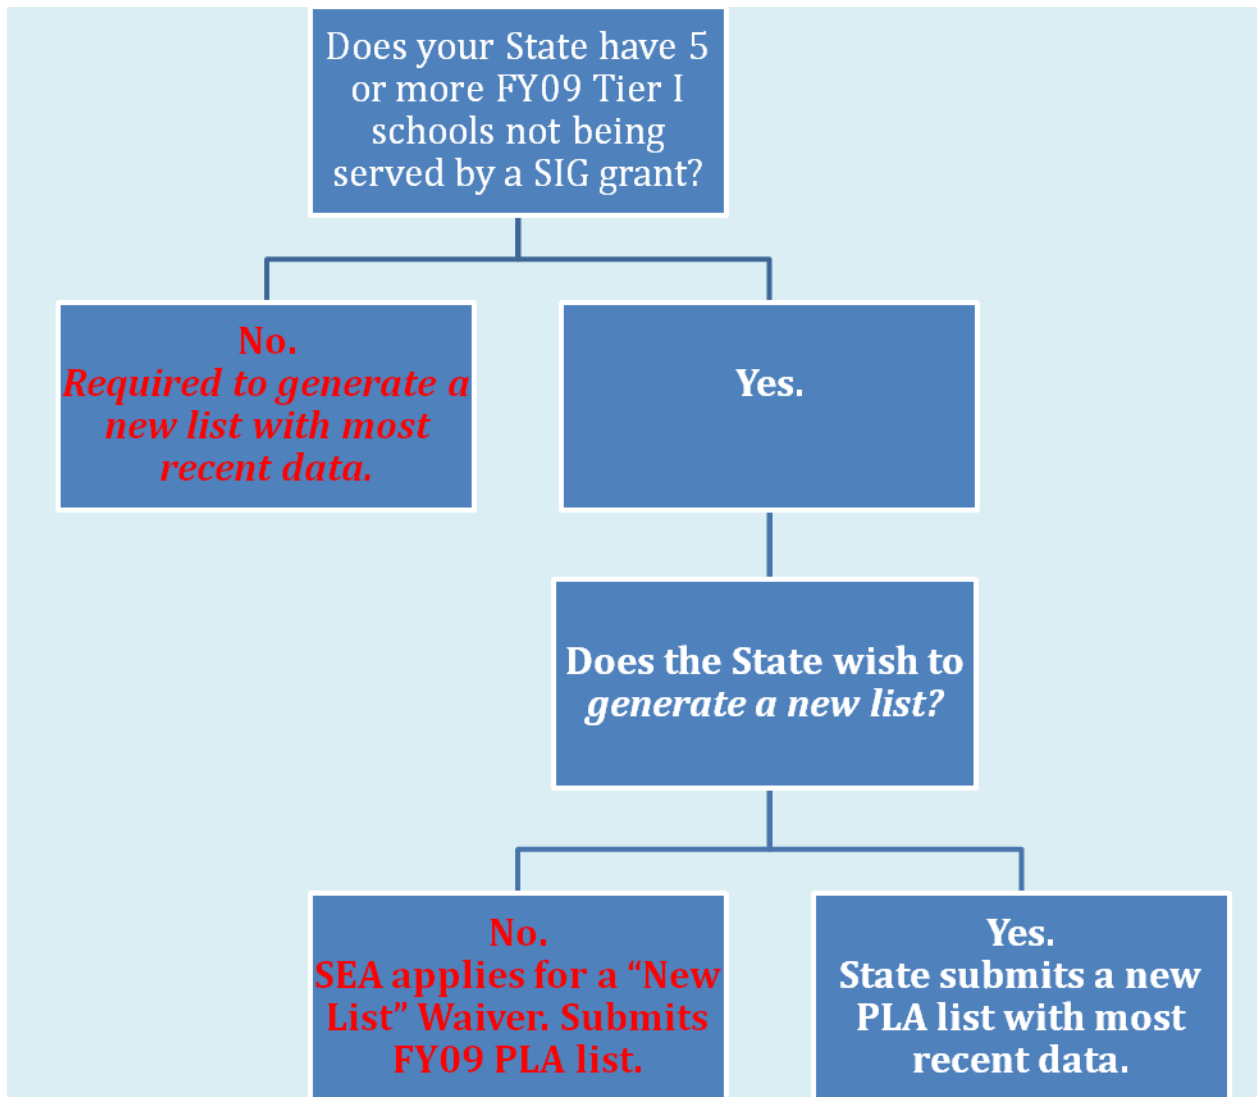 Does your State have 5
or more FY09 Tier I
schools not being
served by a SIG grant?
No.
Required to generate a
new list with most
recent data.
Yes.
Does the State wish to
generate a new list?
No.
SEA applies for a “New
List” Waiver. Submits
FY09 PLA list.
Yes.
State submits a new
PLA list with most
recent data.